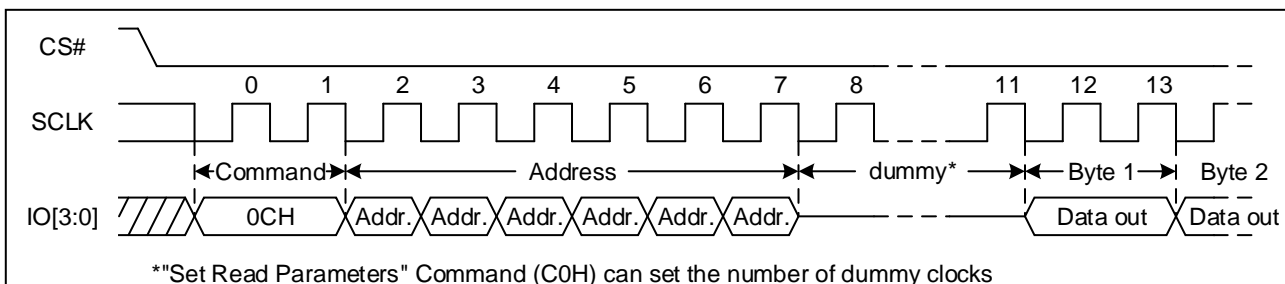 CS#
0 1 2 3 4 5 6 7 8 11 12 13
SCLK
Command Address dummy* Byte 1 Byte 2
IO[3:0] 0CH Addr. Addr. Addr. Addr. Addr. Addr. Data out Data out
*"Set Read Parameters" Command (C0H) can set the number of dummy clocks